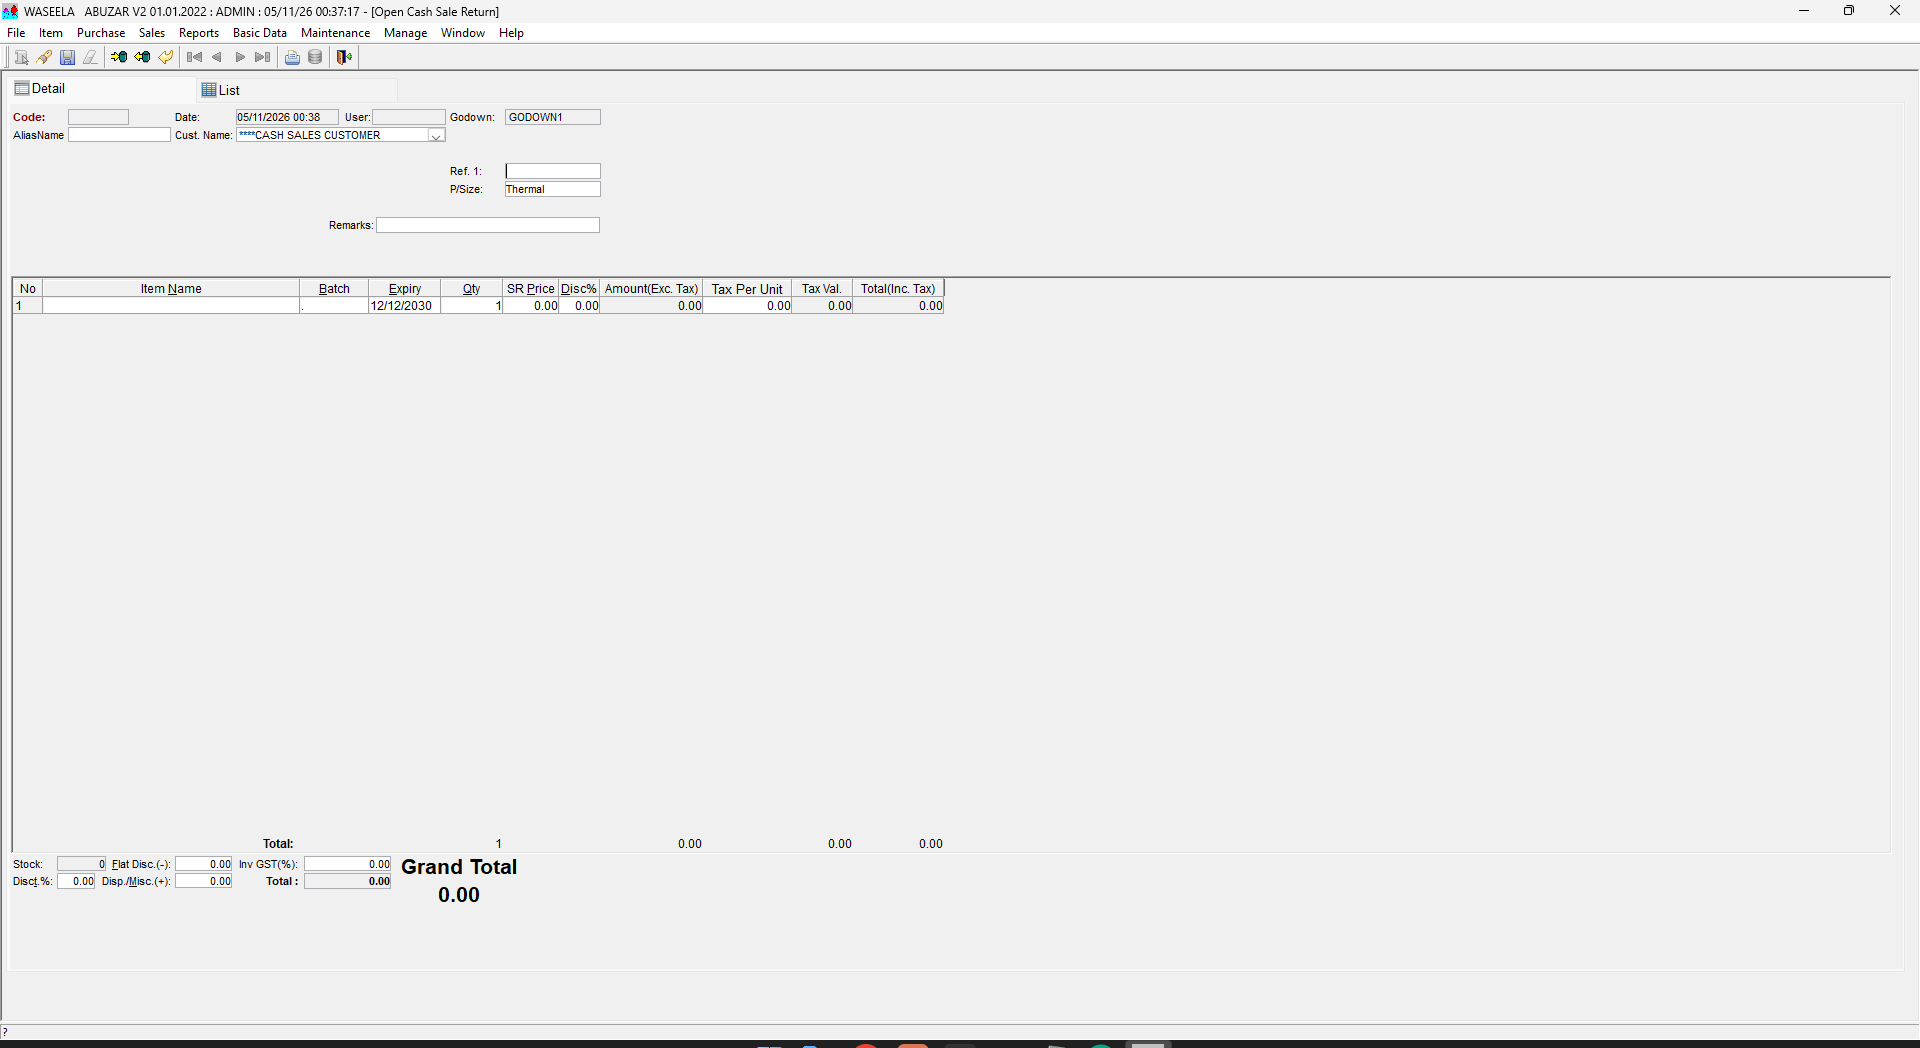 WASEELA   ABUZAR V2 01.01.2022 : ADMIN : 05/11/26 00:37:17 - [Open Cash Sale Return]
File Item Purchase Sales Reports Basic Data Maintenance Manage Window Help
Detail List
Code: Date: 05/11/2026 00:38 User: Godown: GODOWN1
AliasName Cust. Name: ****CASH SALES CUSTOMER
Ref. 1:
P/Size: Thermal
Remarks:
No Item Name Batch Expiry Qty SR Price Disc% Amount(Exc. Tax) Tax Per Unit Tax Val. Total(Inc. Tax)
1 . 12/12/2030 1 0.00 0.00 0.00 0.00 0.00 0.00
Total: 1 0.00 0.00 0.00
Stock: 0 Flat Disc.(-): 0.00 Inv GST(%): 0.00 Grand Total
Disct.%: 0.00 Disp./Misc.(+): 0.00 Total : 0.00 0.00
?